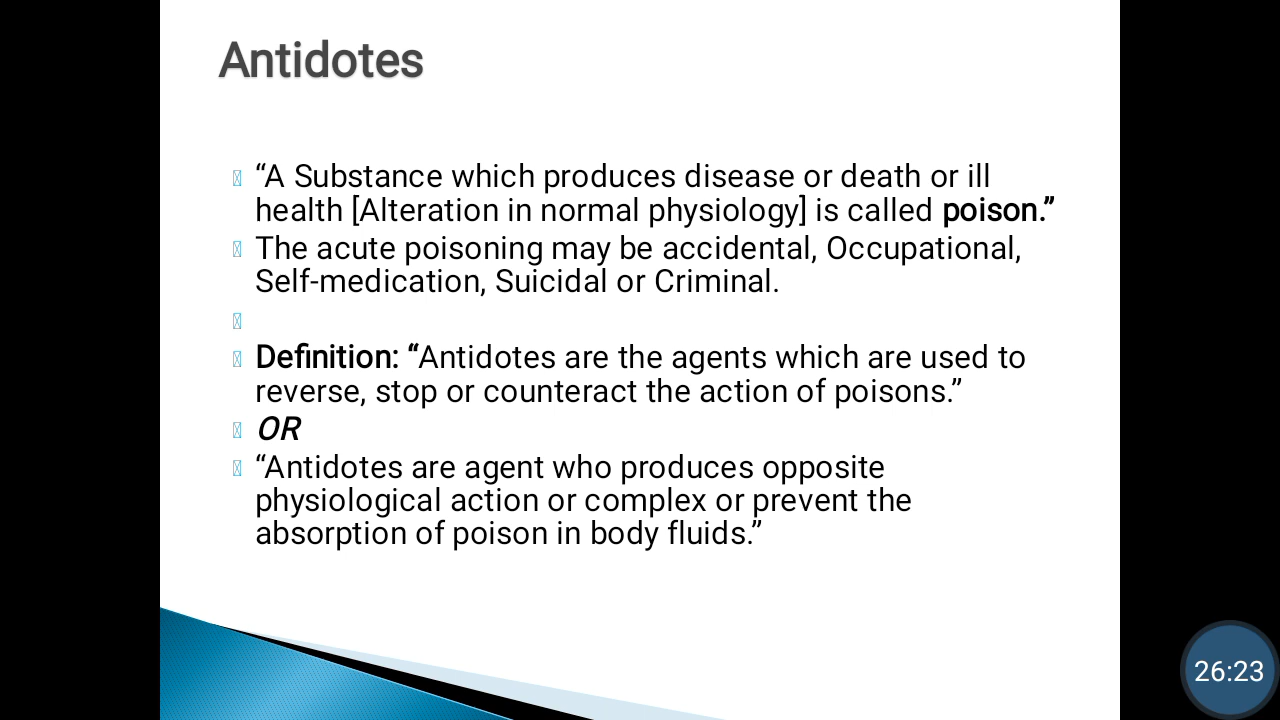 Antidotes
“A Substance which produces disease or death or ill
health [Alteration in normal physiology] is called poison.”
The acute poisoning may be accidental, Occupational,
Self-medication, Suicidal or Criminal.
Definition: “Antidotes are the agents which are used to
reverse, stop or counteract the action of poisons.”
OR
“Antidotes are agent who produces opposite
physiological action or complex or prevent the
absorption of poison in body fluids.”
26:23